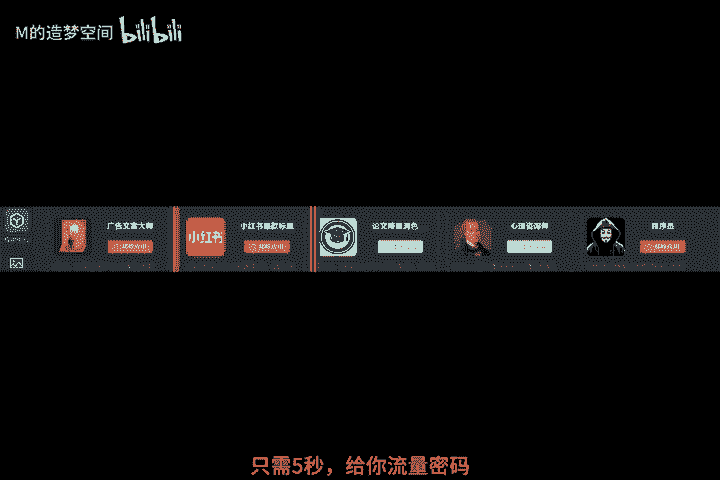 M的造梦空间 bilibili
广告文案大师
小红书爆款标题
论文降重润色
心理咨询师
程序员
小红书
只需5秒，给你流量密码